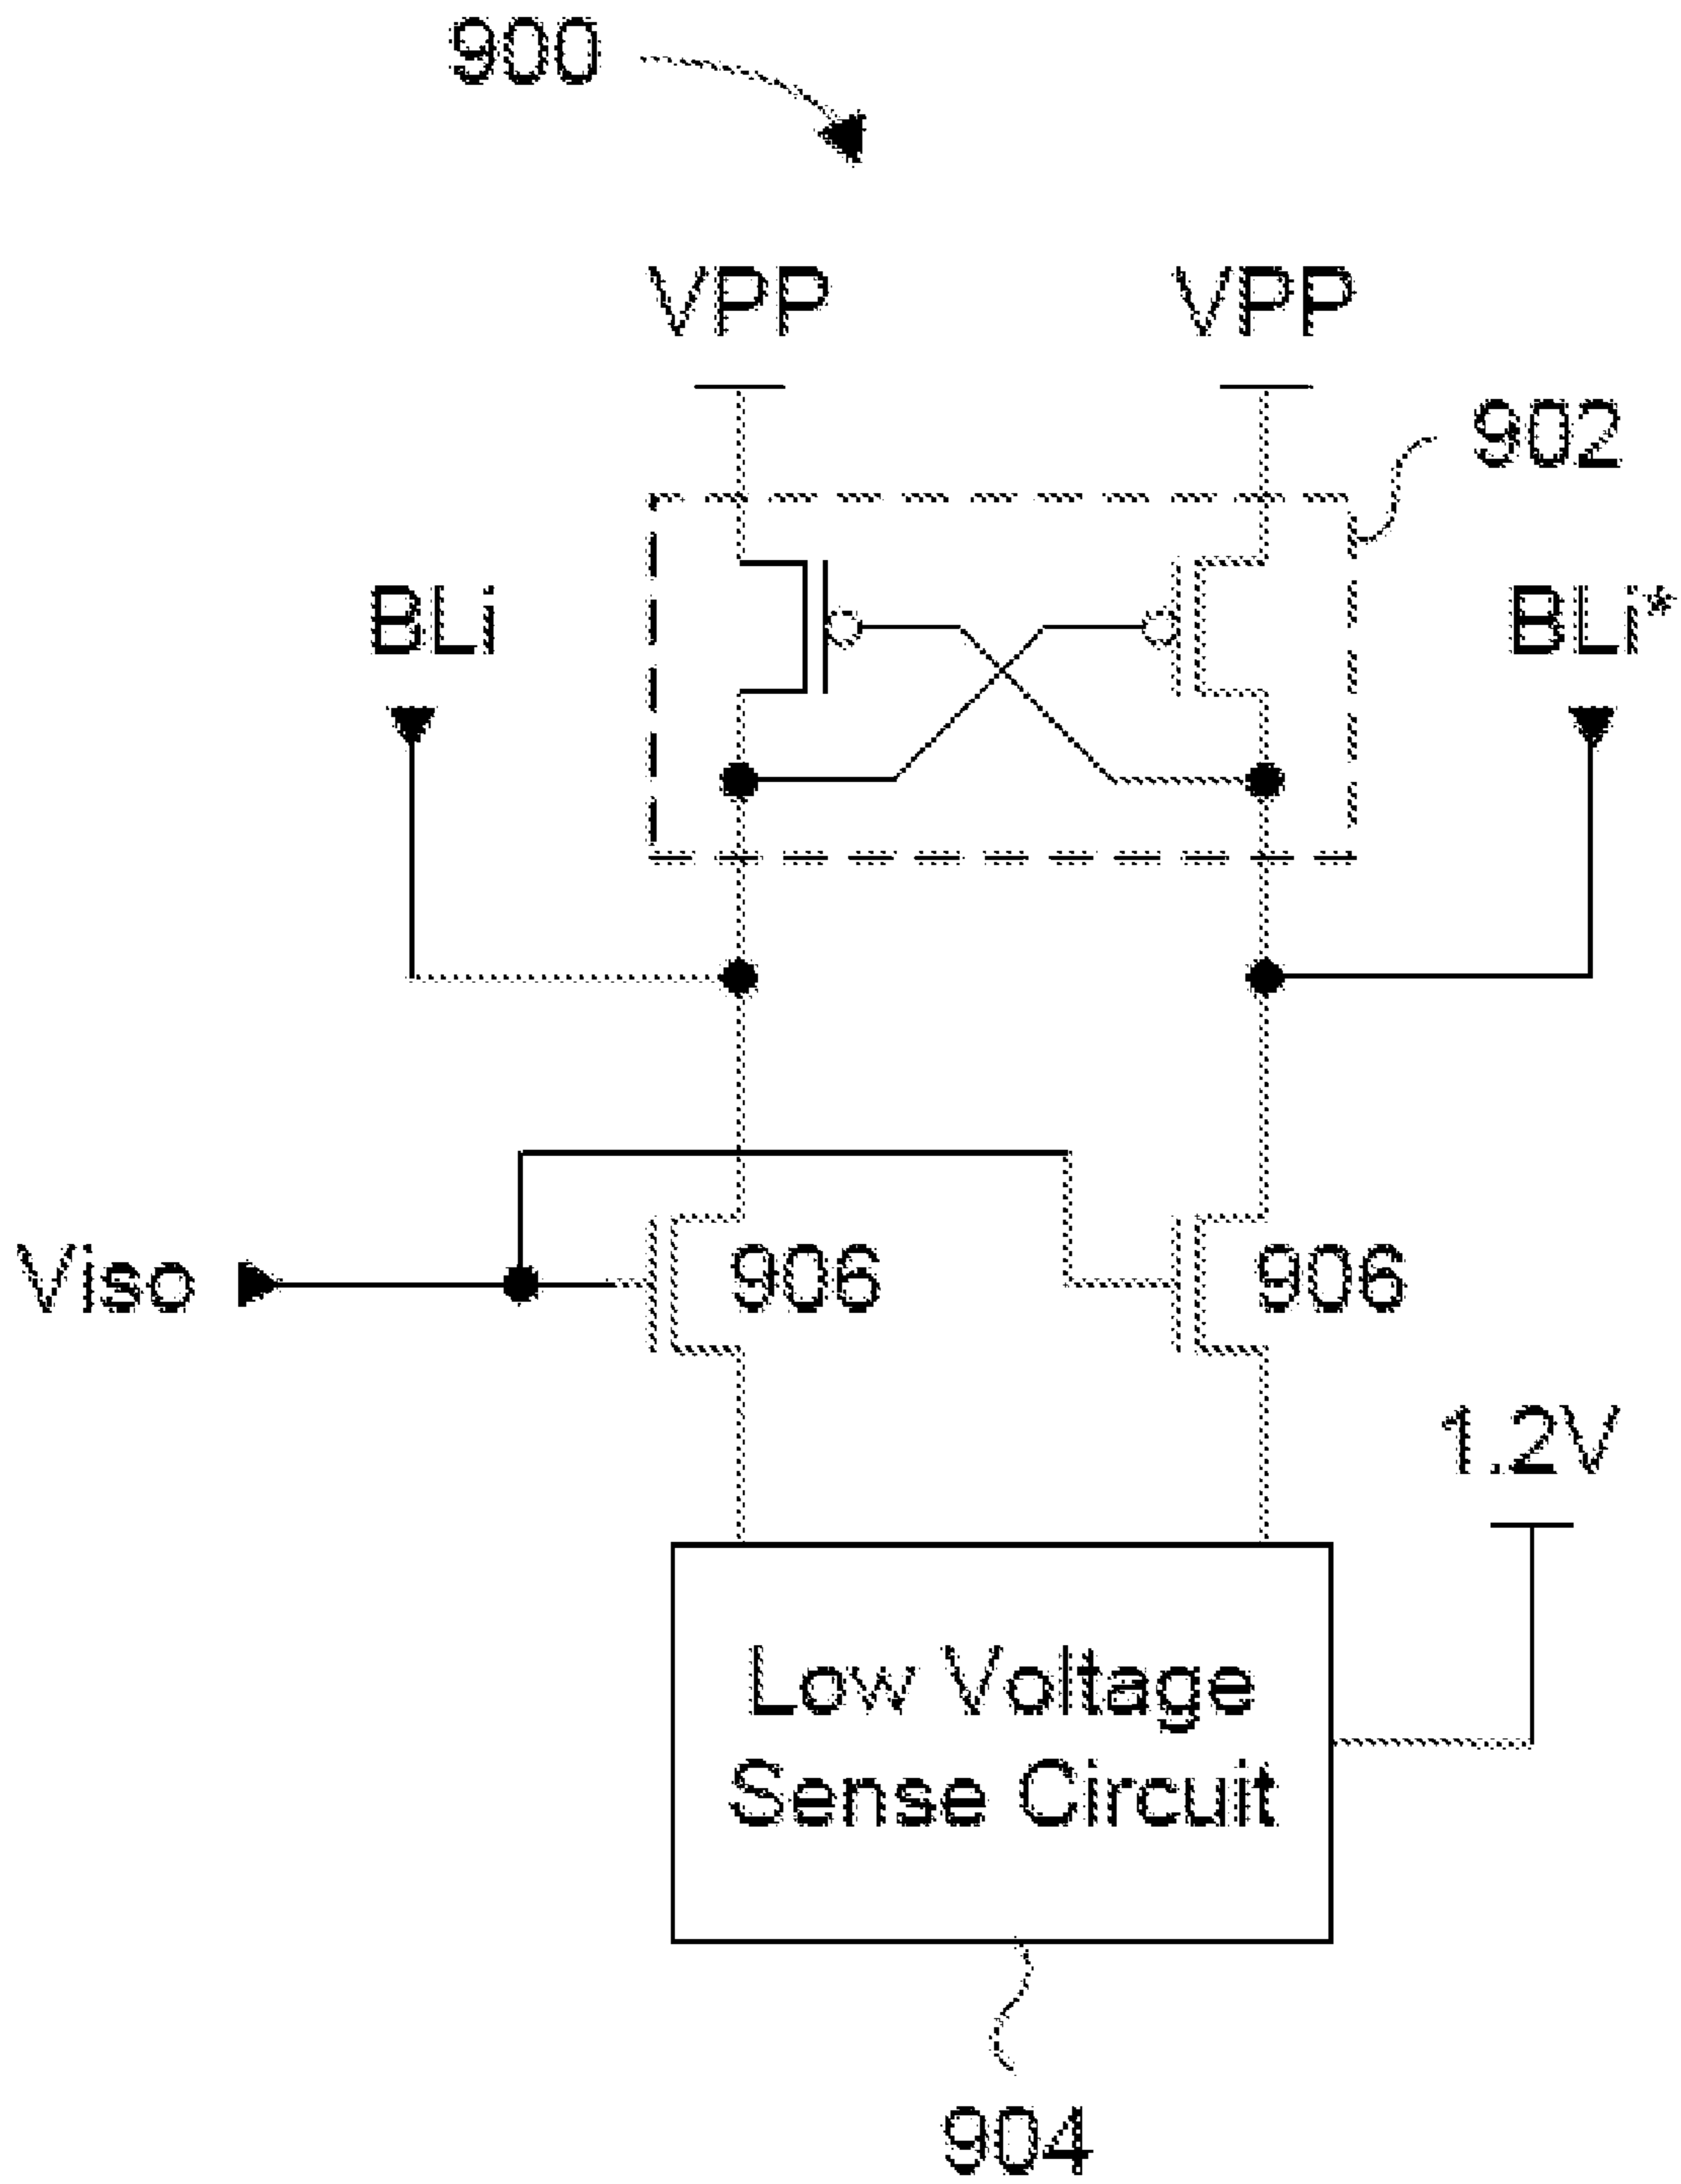 900
VPP VPP
902
BLi BLi*
Viso 906 906
1.2V
Low Voltage
Sense Circuit
904